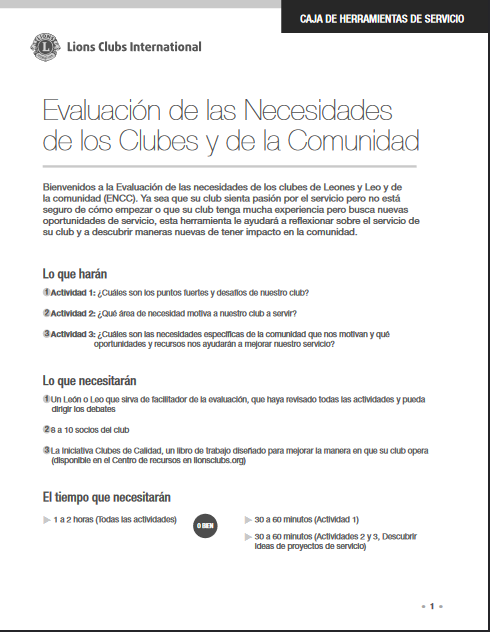 CAJA DE HERRAMIENTAS DE SERVICIO
Lions Clubs International
Evaluación de las Necesidades
de los Clubes y de la Comunidad
Bienvenidos a la Evaluación de las necesidades de los clubes de Leones y Leo y de
la comunidad (ENCC). Ya sea que su club sienta pasión por el servicio pero no está
seguro de cómo empezar o que su club tenga mucha experiencia pero busca nuevas
oportunidades de servicio, esta herramienta le ayudará a reflexionar sobre el servicio de
su club y a descubrir maneras nuevas de tener impacto en la comunidad.
Lo que harán
1 Actividad 1: ¿Cuáles son los puntos fuertes y desafíos de nuestro club?
2 Actividad 2: ¿Qué área de necesidad motiva a nuestro club a servir?
3 Actividad 3: ¿Cuáles son las necesidades específicas de la comunidad que nos motivan y qué
oportunidades y recursos nos ayudarán a mejorar nuestro servicio?
Lo que necesitarán
1 Un León o Leo que sirva de facilitador de la evaluación, que haya revisado todas las actividades y pueda
dirigir los debates
2 8 a 10 socios del club
3 La Iniciativa Clubes de Calidad, un libro de trabajo diseñado para mejorar la manera en que su club opera
(disponible en el Centro de recursos en lionsclubs.org)
El tiempo que necesitarán
1 a 2 horas (Todas las actividades)
O BIEN
30 a 60 minutos (Actividad 1)
30 a 60 minutos (Actividades 2 y 3, Descubrir
ideas de proyectos de servicio)
1